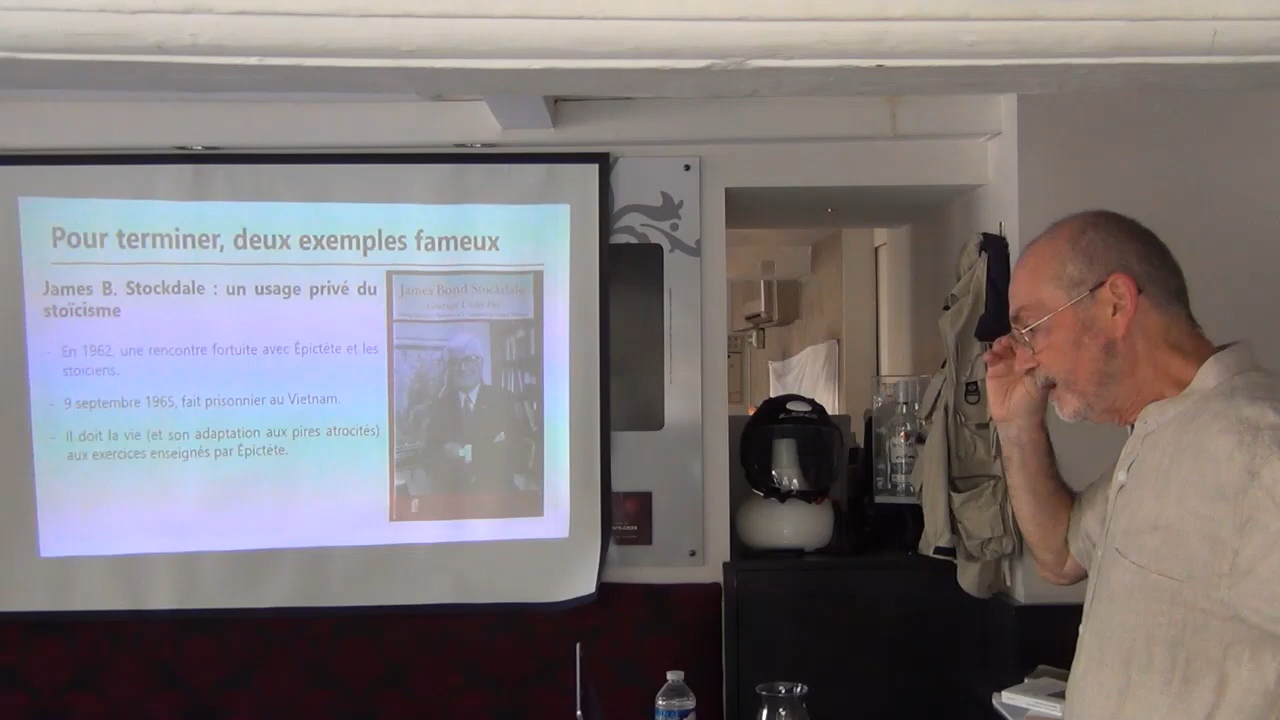 Pour terminer, deux exemples fameux
James B. Stockdale : un usage privé du
stoïcisme
- En 1962, une rencontre fortuite avec Épictète et les
stoïciens.
- 9 septembre 1965, fait prisonnier au Vietnam.
- Il doit la vie (et son adaptation aux pires atrocités)
aux exercices enseignés par Épictète.
James Bond Stockdale